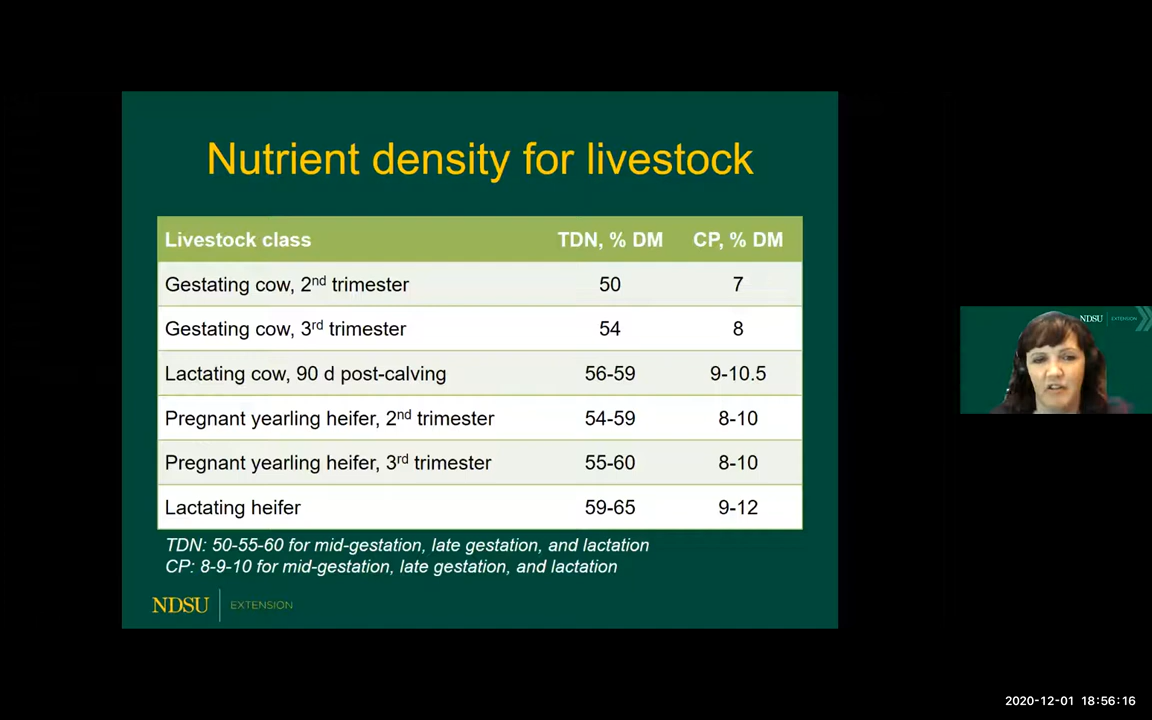 Nutrient density for livestock
Livestock class TDN, % DM CP, % DM
Gestating cow, 2nd trimester 50 7
Gestating cow, 3rd trimester 54 8
Lactating cow, 90 d post-calving 56-59 9-10.5
Pregnant yearling heifer, 2nd trimester 54-59 8-10
Pregnant yearling heifer, 3rd trimester 55-60 8-10
Lactating heifer 59-65 9-12
TDN: 50-55-60 for mid-gestation, late gestation, and lactation
CP: 8-9-10 for mid-gestation, late gestation, and lactation
NDSU EXTENSION
NDSU EXTENSION
2020-12-01 18:56:16